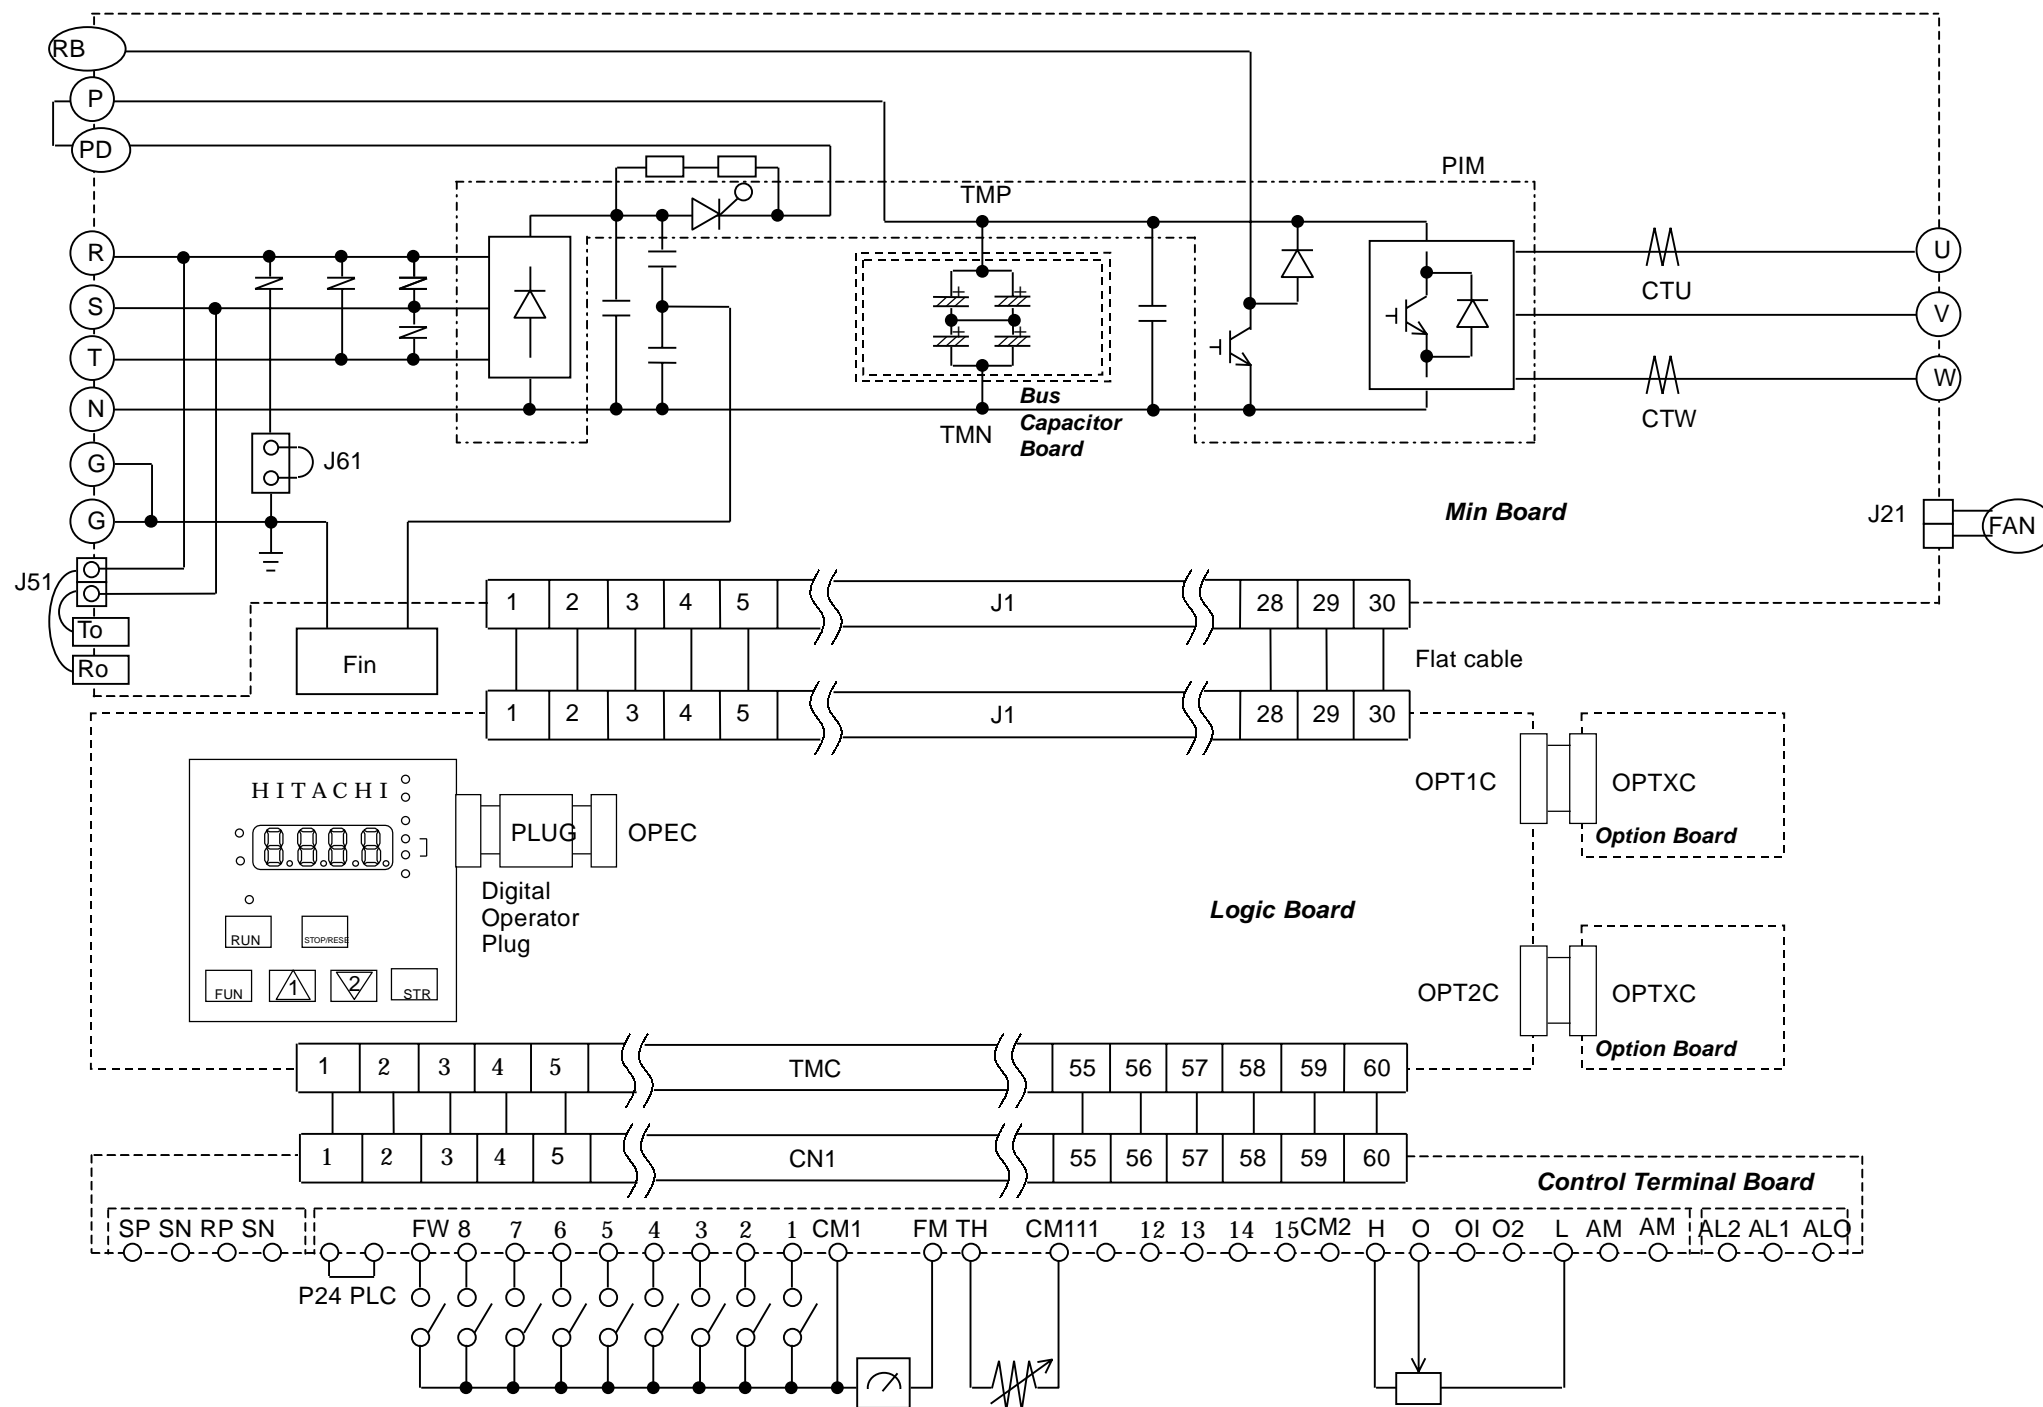 RB
P
PD
PIM
TMP
R
U
CTU
S
V
T
W
N
Bus
Capacitor
Board
TMN
CTW
G
J61
G
Min Board
J21
FAN
J51
1 2 3 4 5 J1 28 29 30
To
Fin
Flat cable
Ro
1 2 3 4 5 J1 28 29 30
HITACHI
OPT1C
OPTXC
PLUG
OPEC
8.8.8.8.
Option Board
Digital
Operator
Plug
Logic Board
RUN
STOP/RESE
FUN
1
2
STR
OPT2C
OPTXC
Option Board
1 2 3 4 5 TMC 55 56 57 58 59 60
1 2 3 4 5 CN1 55 56 57 58 59 60
Control Terminal Board
SP SN RP SN FW 8 7 6 5 4 3 2 1 CM1 FM TH CM111 12 13 14 15 CM2 H O OI O2 L AM AM AL2 AL1 ALO
P24 PLC